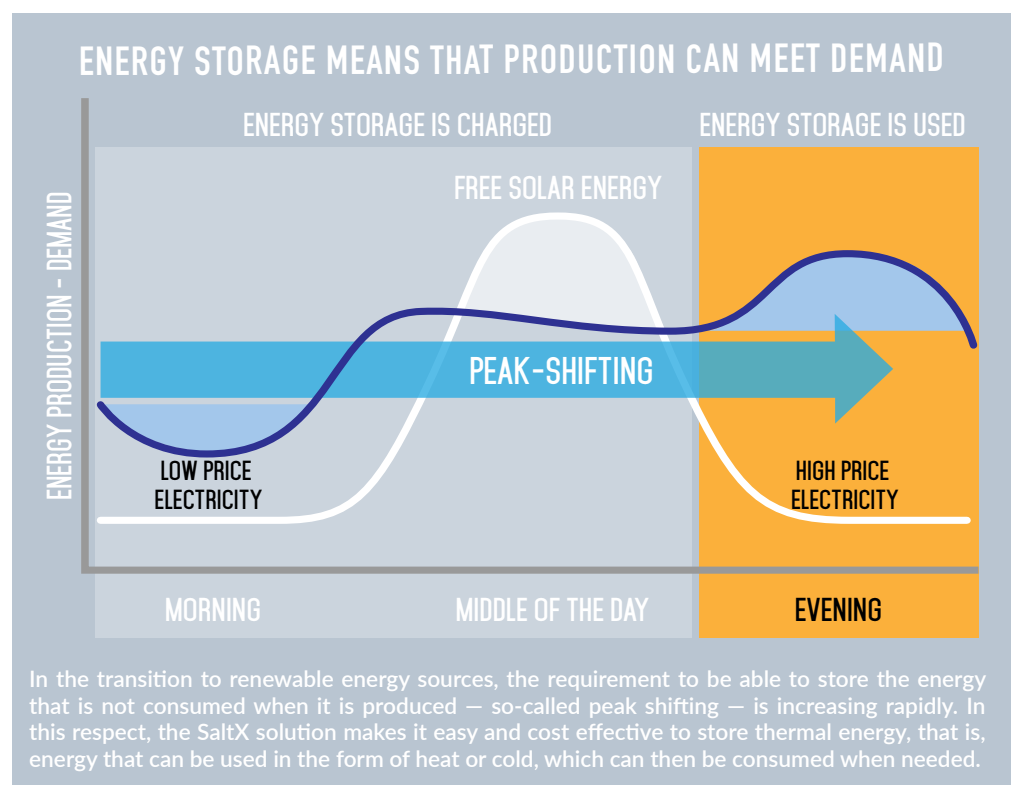 ENERGY STORAGE MEANS THAT PRODUCTION CAN MEET DEMAND
ENERGY STORAGE IS CHARGED
ENERGY STORAGE IS USED
ENERGY PRODUCTION - DEMAND
FREE SOLAR ENERGY
PEAK-SHIFTING
LOW PRICE
ELECTRICITY
HIGH PRICE
ELECTRICITY
MORNING
MIDDLE OF THE DAY
EVENING
In the transition to renewable energy sources, the requirement to be able to store the energy
that is not consumed when it is produced — so-called peak shifting — is increasing rapidly. In
this respect, the SaltX solution makes it easy and cost effective to store thermal energy, that is,
energy that can be used in the form of heat or cold, which can then be consumed when needed.